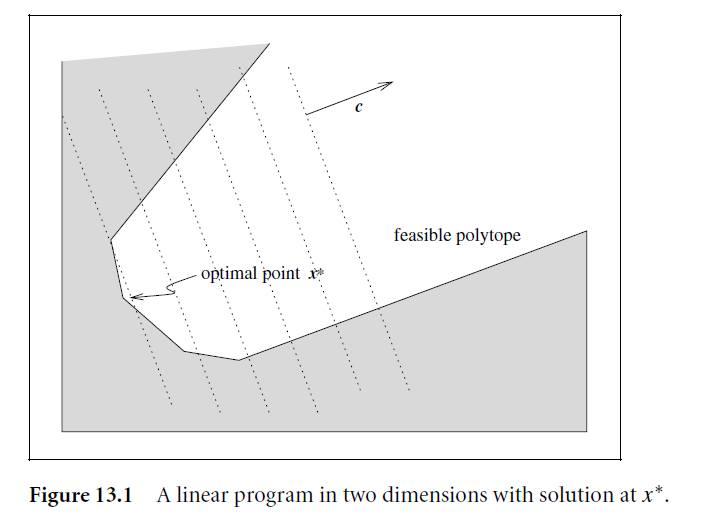 c
feasible polytope
optimal point x*
Figure 13.1 A linear program in two dimensions with solution at x*.